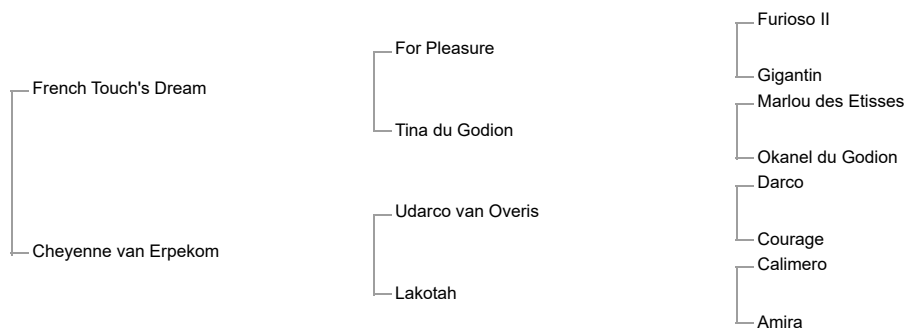 Furioso II
For Pleasure
Gigantin
French Touch's Dream
Marlou des Etisses
Tina du Godion
Okanel du Godion
Darco
Udarco van Overis
Courage
Cheyenne van Erpekom
Calimero
Lakotah
Amira